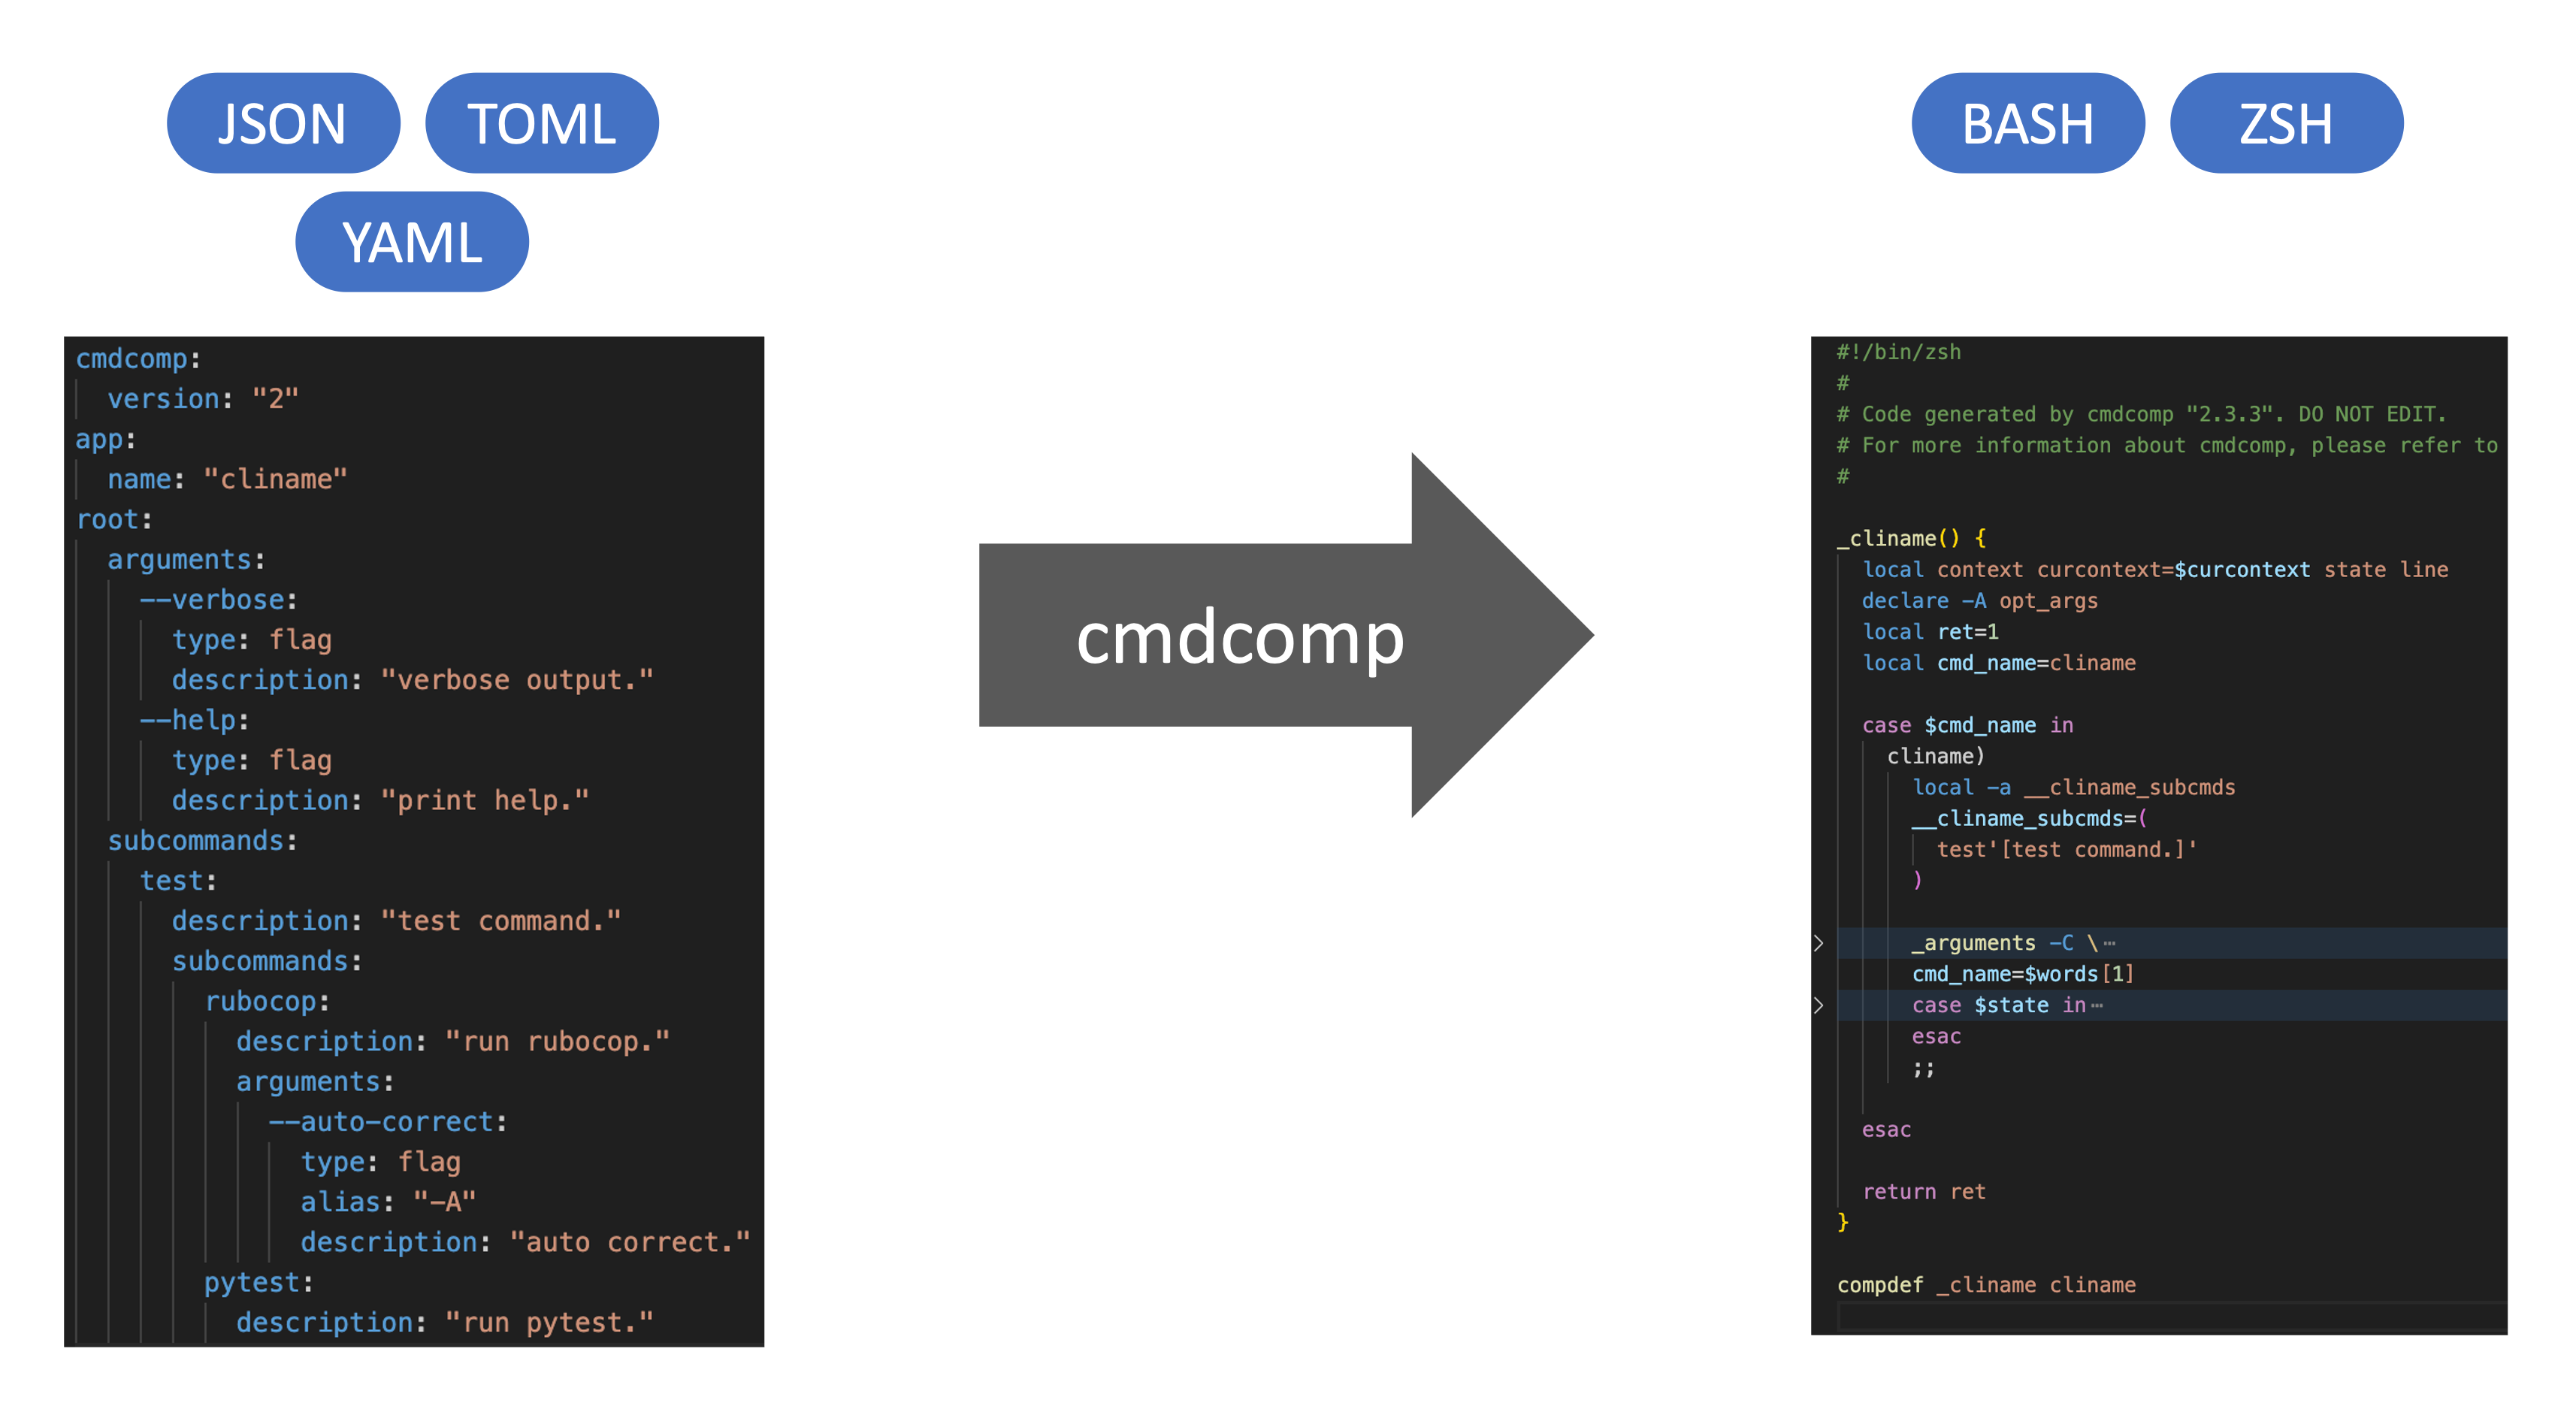 JSON TOML
YAML
cmdcomp:
  version: "2"
app:
  name: "cliname"
root:
  arguments:
    --verbose:
      type: flag
      description: "verbose output."
    --help:
      type: flag
      description: "print help."
  subcommands:
    test:
      description: "test command."
      subcommands:
        rubocop:
          description: "run rubocop."
          arguments:
            --auto-correct:
              type: flag
              alias: "-A"
              description: "auto correct."
        pytest:
          description: "run pytest."
cmdcomp
BASH ZSH
#!/bin/zsh
#
# Code generated by cmdcomp "2.3.3". DO NOT EDIT.
# For more information about cmdcomp, please refer to
#
_cliname() {
  local context curcontext=$curcontext state line
  declare -A opt_args
  local ret=1
  local cmd_name=cliname
  case $cmd_name in
    cliname)
      local -a __cliname_subcmds
      __cliname_subcmds=(
        test'[test command.]'
      )
      _arguments -C \…
      cmd_name=$words[1]
      case $state in…
      esac
      ;;
  esac
  return ret
}
compdef _cliname cliname